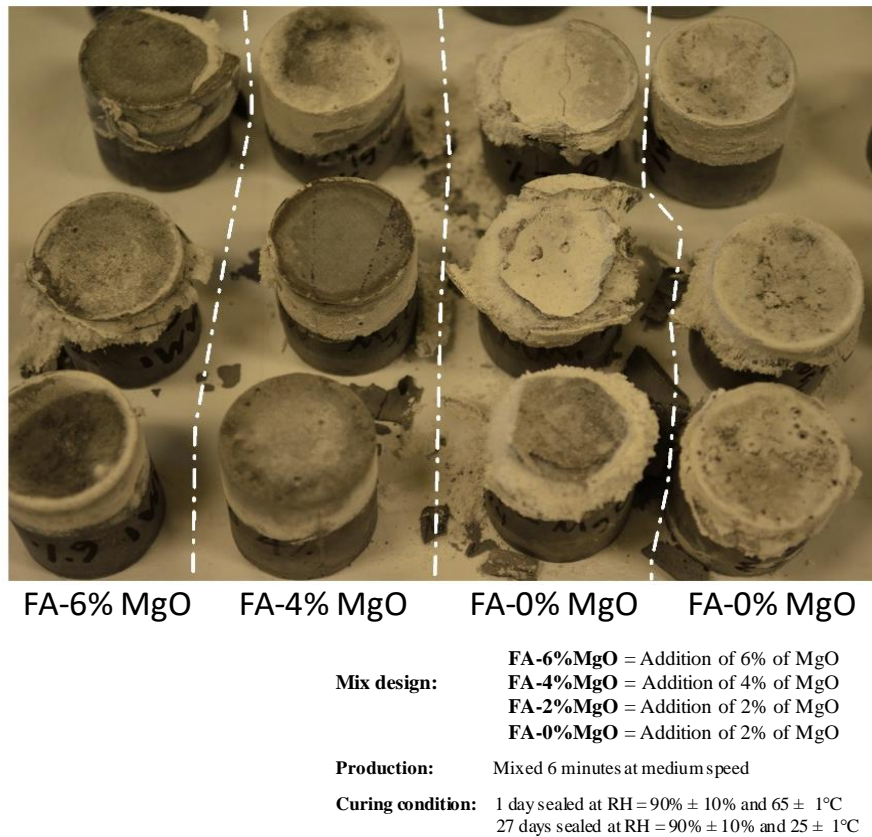 FA-6% MgO FA-4% MgO FA-0% MgO FA-0% MgO
FA-6%MgO = Addition of 6% of MgO
Mix design: FA-4%MgO = Addition of 4% of MgO
FA-2%MgO = Addition of 2% of MgO
FA-0%MgO = Addition of 2% of MgO
Production: Mixed 6 minutes at medium speed
Curing condition: 1 day sealed at RH = 90% ± 10% and 65 ± 1°C
27 days sealed at RH = 90% ± 10% and 25 ± 1°C